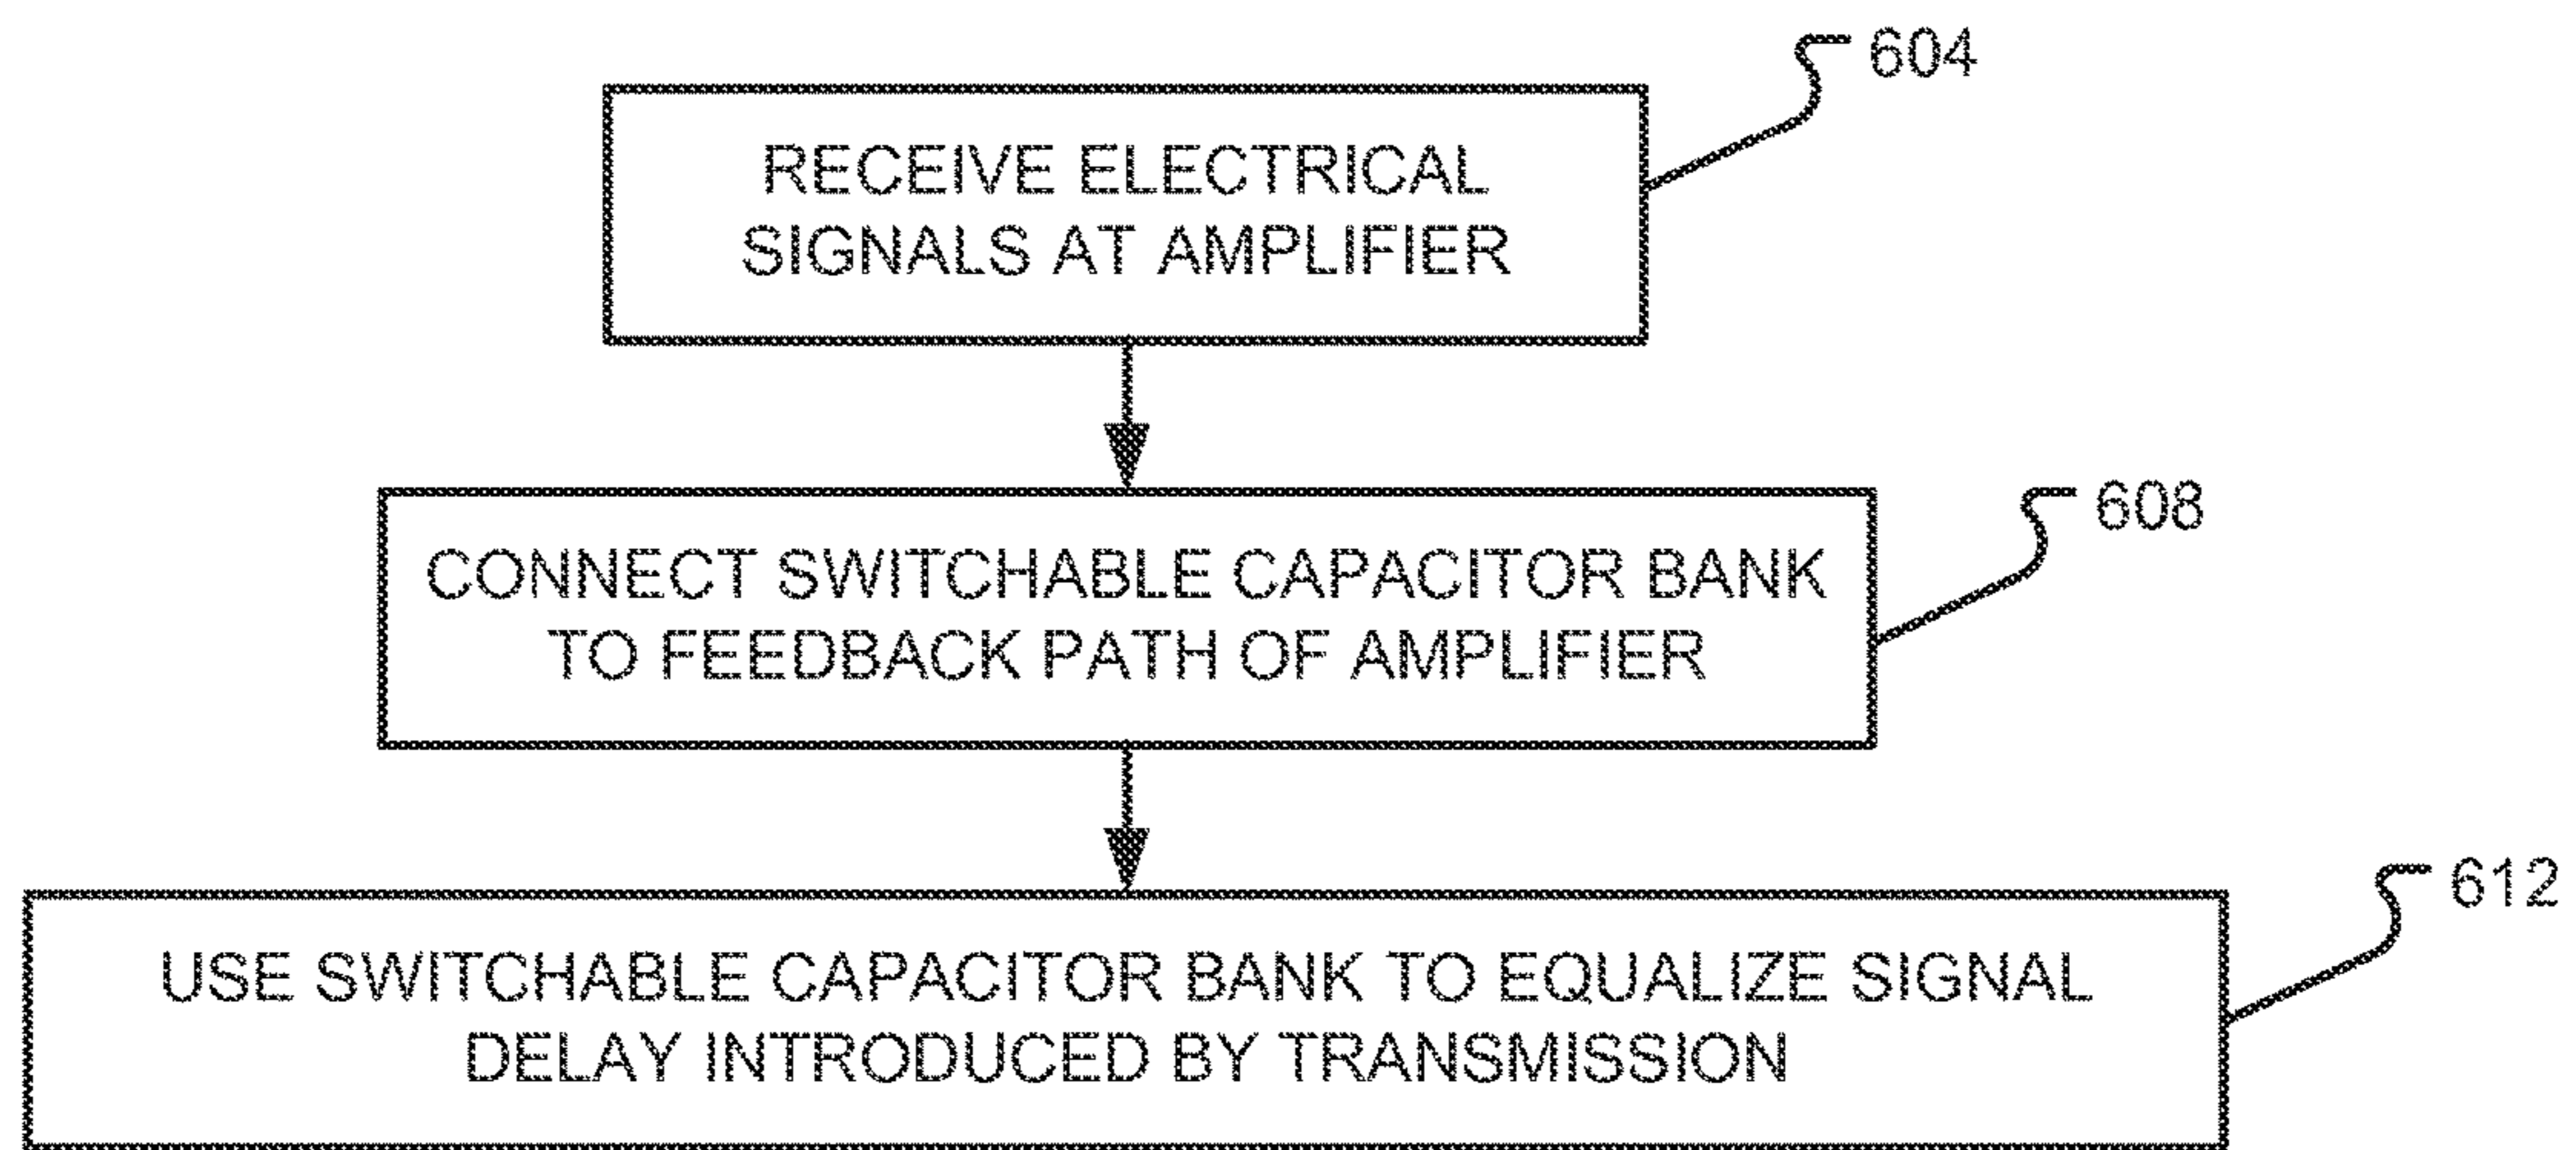 604
RECEIVE ELECTRICAL
SIGNALS AT AMPLIFIER
608
CONNECT SWITCHABLE CAPACITOR BANK
TO FEEDBACK PATH OF AMPLIFIER
612
USE SWITCHABLE CAPACITOR BANK TO EQUALIZE SIGNAL
DELAY INTRODUCED BY TRANSMISSION